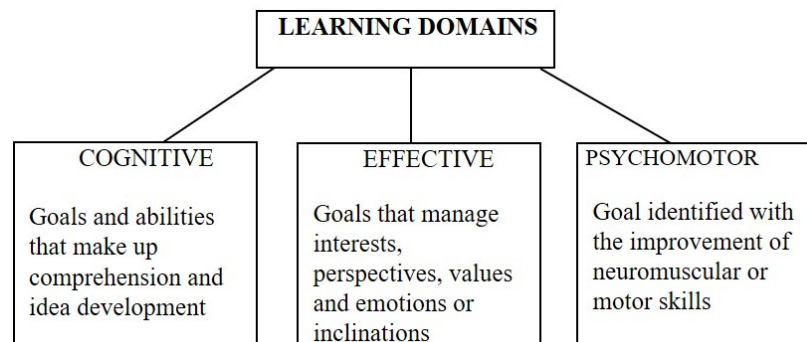 LEARNING DOMAINS
COGNITIVE
Goals and abilities
that make up
comprehension and
idea development
EFFECTIVE
Goals that manage
interests,
perspectives, values
and emotions or
inclinations
PSYCHOMOTOR
Goal identified with
the improvement of
neuromuscular or
motor skills